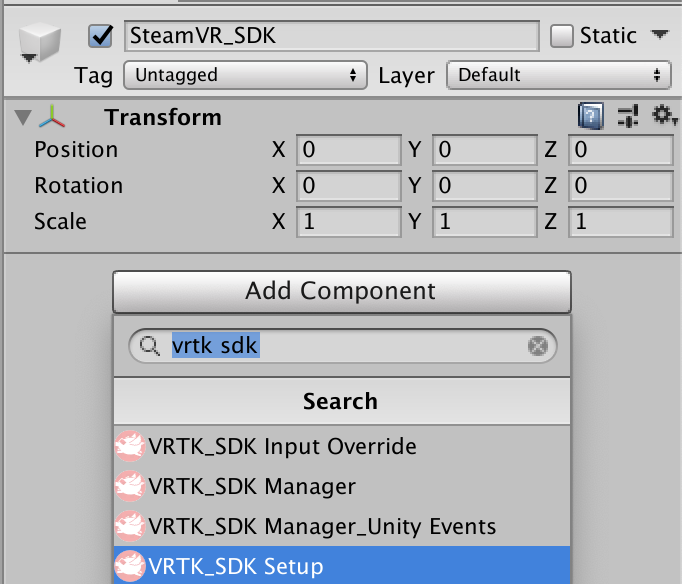 SteamVR_SDK Static
Tag Untagged Layer Default
Transform
Position X 0 Y 0 Z 0
Rotation X 0 Y 0 Z 0
Scale X 1 Y 1 Z 1
Add Component
vrtk sdk
Search
VRTK_SDK Input Override
VRTK_SDK Manager
VRTK_SDK Manager_Unity Events
VRTK_SDK Setup